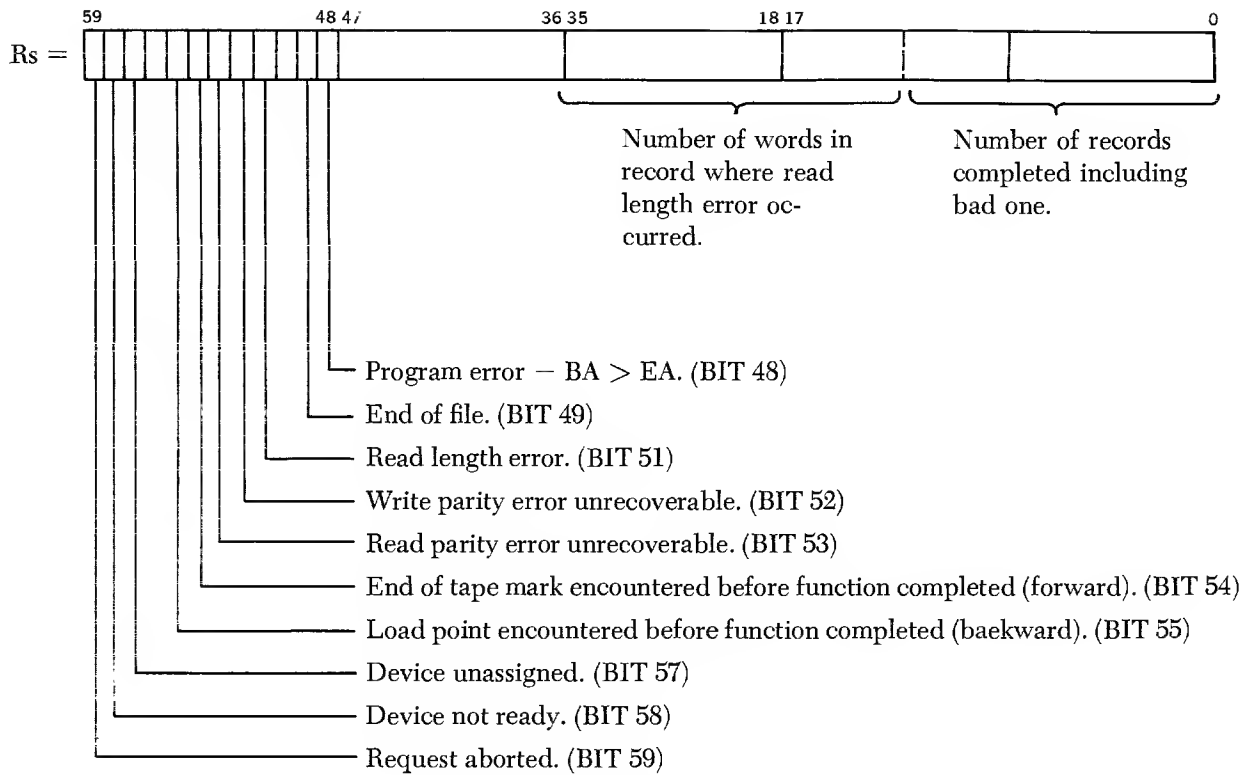 59 48 4/ 36 35 18 17 0
Rs =
Number of words in
record where read
length error oc-
curred.
Number of records
completed including
bad one.
Program error – BA > EA. (BIT 48)
End of file. (BIT 49)
Read length error. (BIT 51)
Write parity error unrecoverable. (BIT 52)
Read parity error unrecoverable. (BIT 53)
End of tape mark encountered before function completed (forward). (BIT 54)
Load point encountered before function completed (baekward). (BIT 55)
Device unassigned. (BIT 57)
Device not ready. (BIT 58)
Request aborted. (BIT 59)